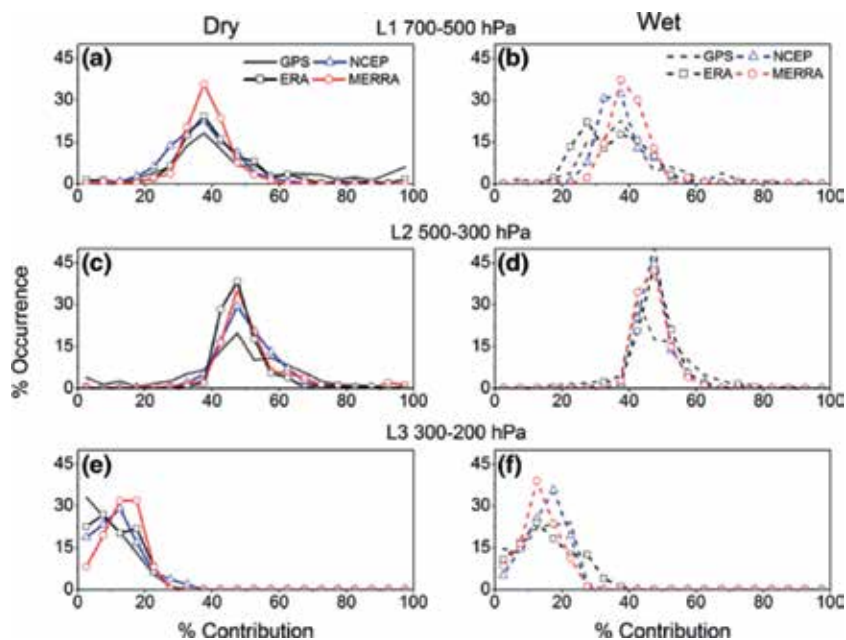 Dry L1 700-500 hPa Wet
(a) GPS NCEP ERA MERRA
45 30 15 0
0 20 40 60 80 100
(b) GPS NCEP ERA MERRA
45 30 15 0
0 20 40 60 80 100
L2 500-300 hPa
(c)
45 30 15 0
0 20 40 60 80 100
(d)
45 30 15 0
0 20 40 60 80 100
% Occurrence
L3 300-200 hPa
(e)
45 30 15 0
0 20 40 60 80 100
(f)
45 30 15 0
0 20 40 60 80 100
% Contribution % Contribution